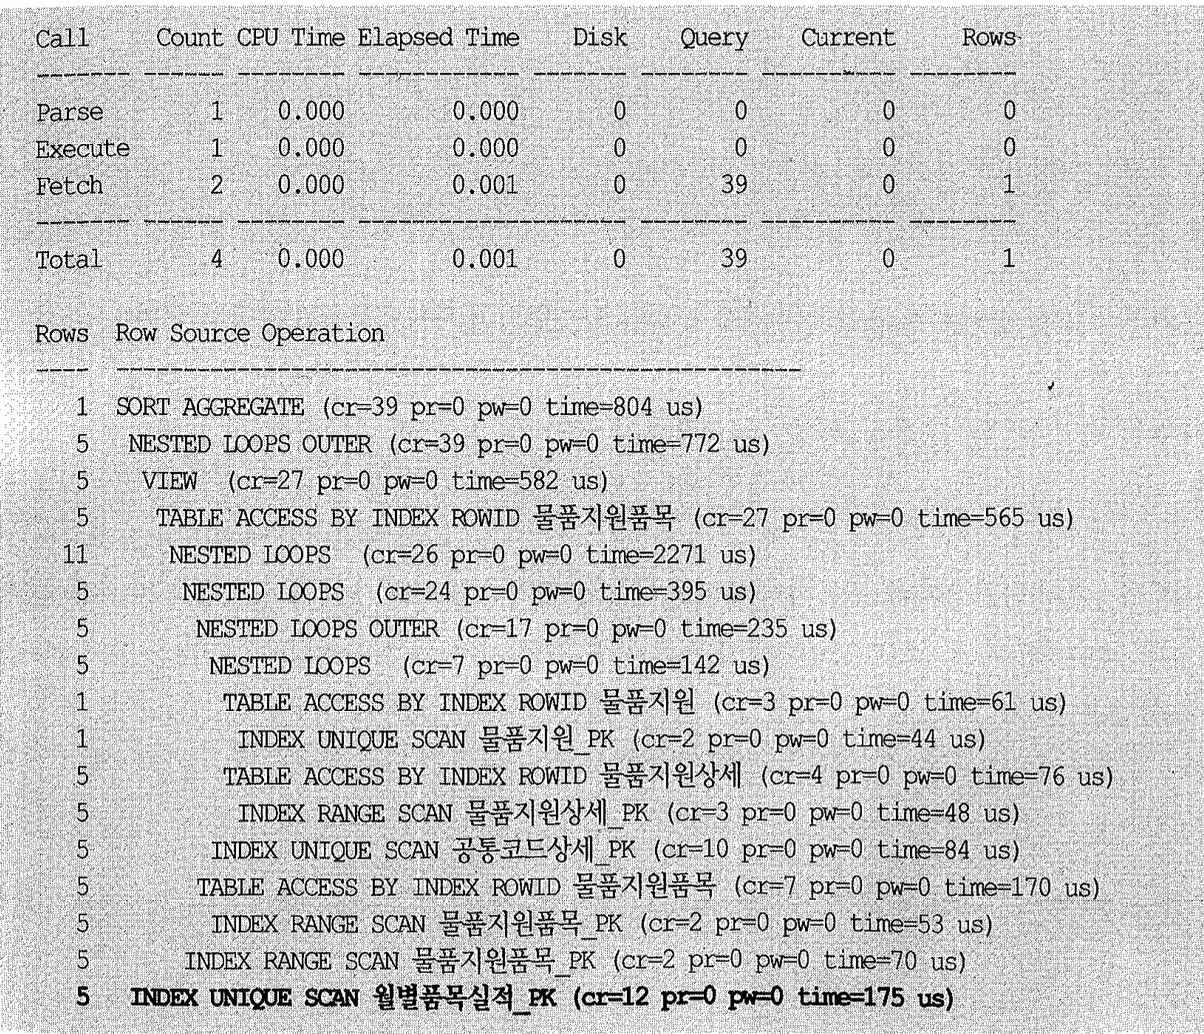 Call Count CPU Time Elapsed Time Disk Query Current Rows
------- ------ --------- ------------ ------- -------- ---------- --------
Parse 1 0.000 0.000 0 0 0 0
Execute 1 0.000 0.000 0 0 0 0
Fetch 2 0.000 0.001 0 39 0 1
------- ------ --------- ------------ ------- -------- ---------- --------
Total 4 0.000 0.001 0 39 0 1
Rows Row Source Operation
---- ---------------------------------------------------
1 SORT AGGREGATE (cr=39 pr=0 pw=0 time=804 us)
5 NESTED LOOPS OUTER (cr=39 pr=0 pw=0 time=772 us)
5 VIEW (cr=27 pr=0 pw=0 time=582 us)
5 TABLE ACCESS BY INDEX ROWID 물품지원품목 (cr=27 pr=0 pw=0 time=565 us)
11 NESTED LOOPS (cr=26 pr=0 pw=0 time=2271 us)
5 NESTED LOOPS (cr=24 pr=0 pw=0 time=395 us)
5 NESTED LOOPS OUTER (cr=17 pr=0 pw=0 time=235 us)
5 NESTED LOOPS (cr=7 pr=0 pw=0 time=142 us)
1 TABLE ACCESS BY INDEX ROWID 물품지원 (cr=3 pr=0 pw=0 time=61 us)
1 INDEX UNIQUE SCAN 물품지원_PK (cr=2 pr=0 pw=0 time=44 us)
5 TABLE ACCESS BY INDEX ROWID 물품지원상세 (cr=4 pr=0 pw=0 time=76 us)
5 INDEX RANGE SCAN 물품지원상세_PK (cr=3 pr=0 pw=0 time=48 us)
5 INDEX UNIQUE SCAN 공통코드상세_PK (cr=10 pr=0 pw=0 time=84 us)
5 TABLE ACCESS BY INDEX ROWID 물품지원품목 (cr=7 pr=0 pw=0 time=170 us)
5 INDEX RANGE SCAN 물품지원품목_PK (cr=2 pr=0 pw=0 time=53 us)
5 INDEX RANGE SCAN 물품지원품목_PK (cr=2 pr=0 pw=0 time=70 us)
5 INDEX UNIQUE SCAN 월별품목실적_PK (cr=12 pr=0 pw=0 time=175 us)